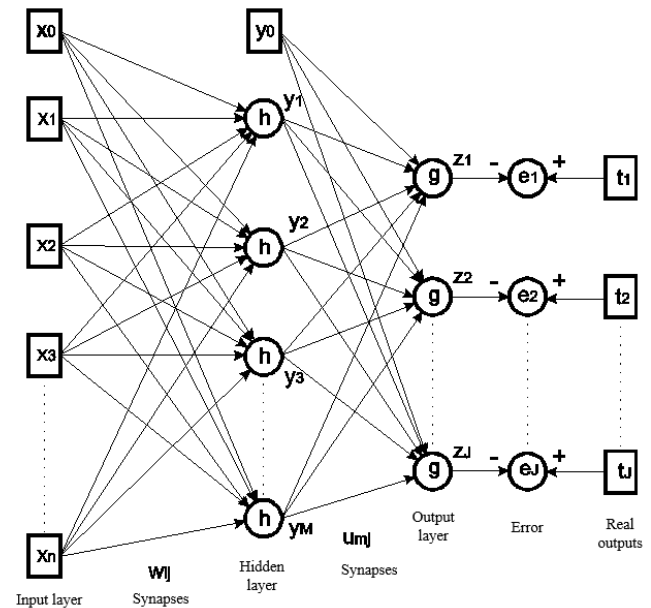 x0 y0
x1 h y1
z1 - +
g e1 t1
x2 h y2
z2 - +
g e2 t2
x3 h y3
zJ - +
g eJ tJ
xn h yM
wij umj
Input layer
Synapses
Hidden
layer
Synapses
Output
layer
Error
Real
outputs